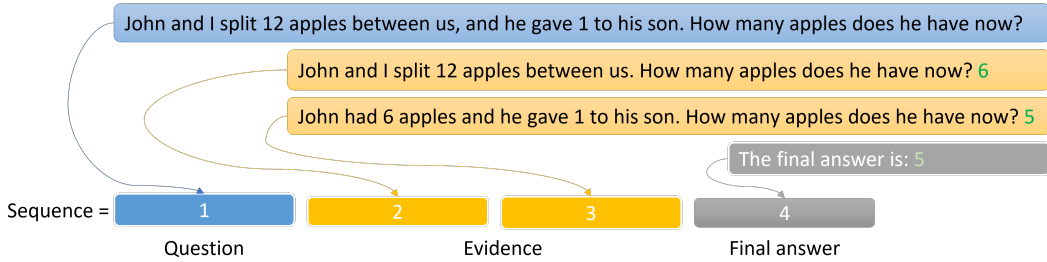 John and I split 12 apples between us, and he gave 1 to his son. How many apples does he have now?
John and I split 12 apples between us. How many apples does he have now? 6
John had 6 apples and he gave 1 to his son. How many apples does he have now? 5
The final answer is: 5
Sequence = 1 2 3 4
Question Evidence Final answer